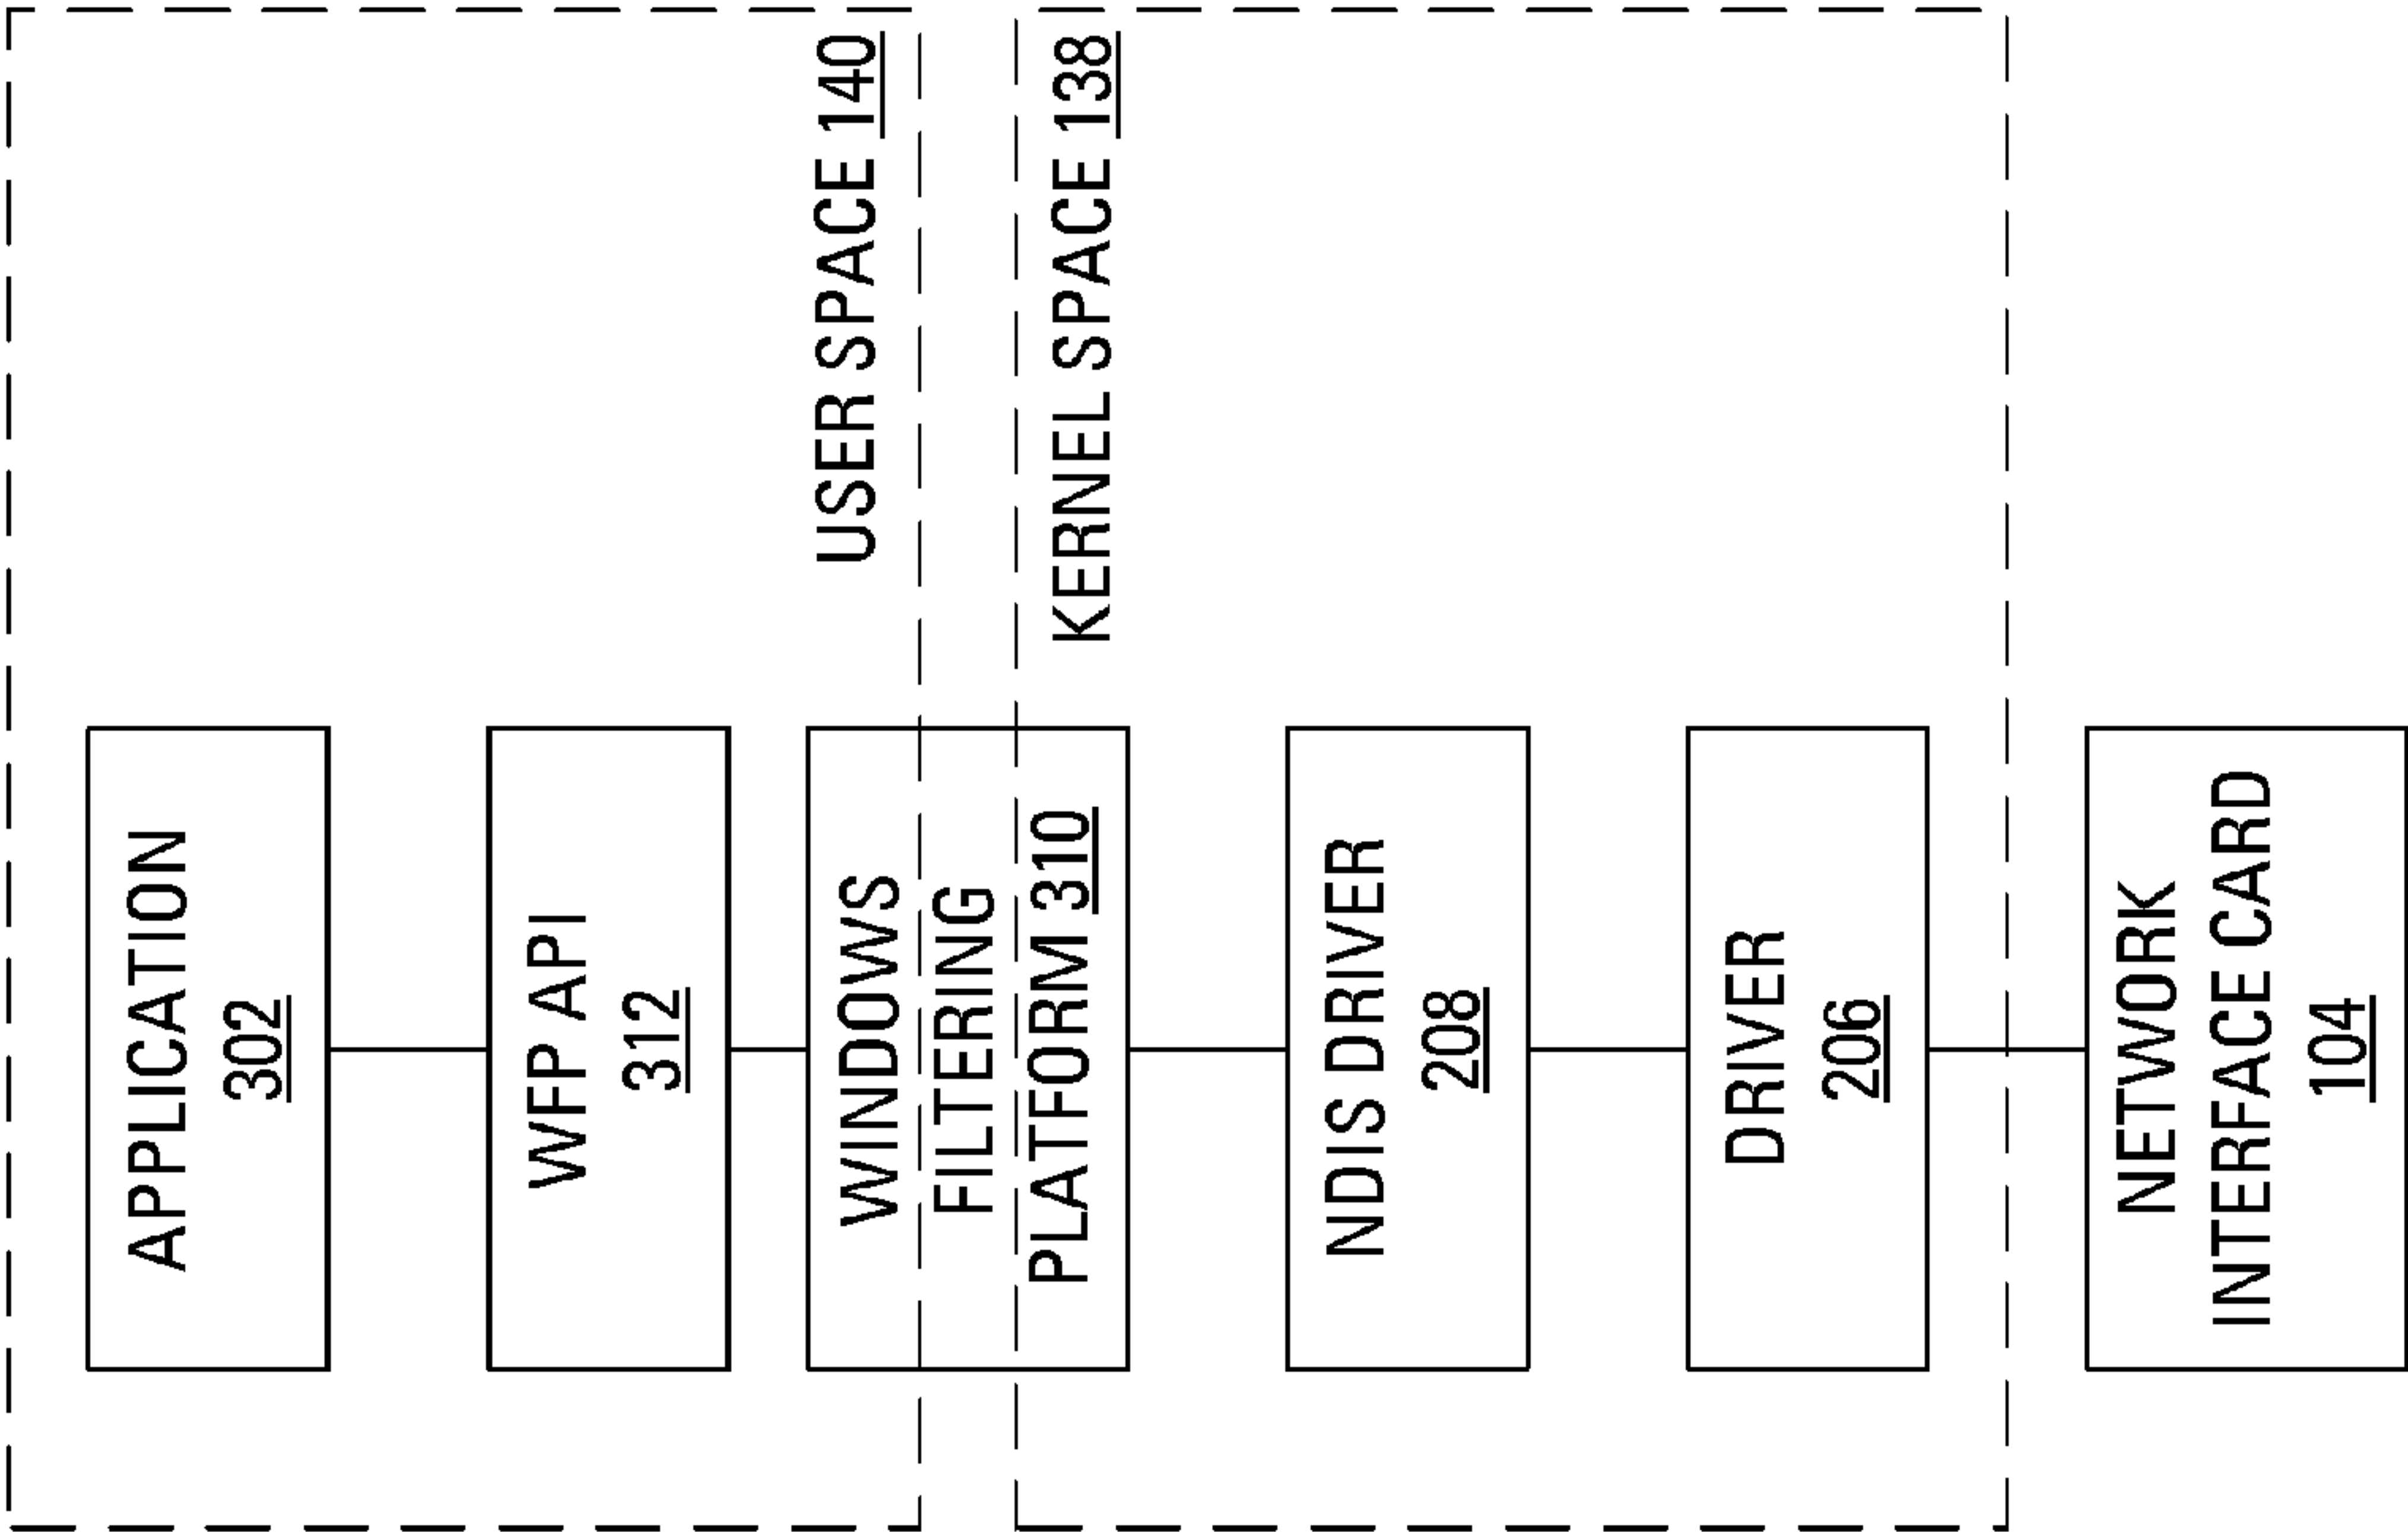 APPLICATION
302
WFP API
312
USER SPACE 140
WINDOWS
FILTERING
PLATFORM 310
KERNEL SPACE 138
NDIS DRIVER
208
DRIVER
206
NETWORK
INTERFACE CARD
104